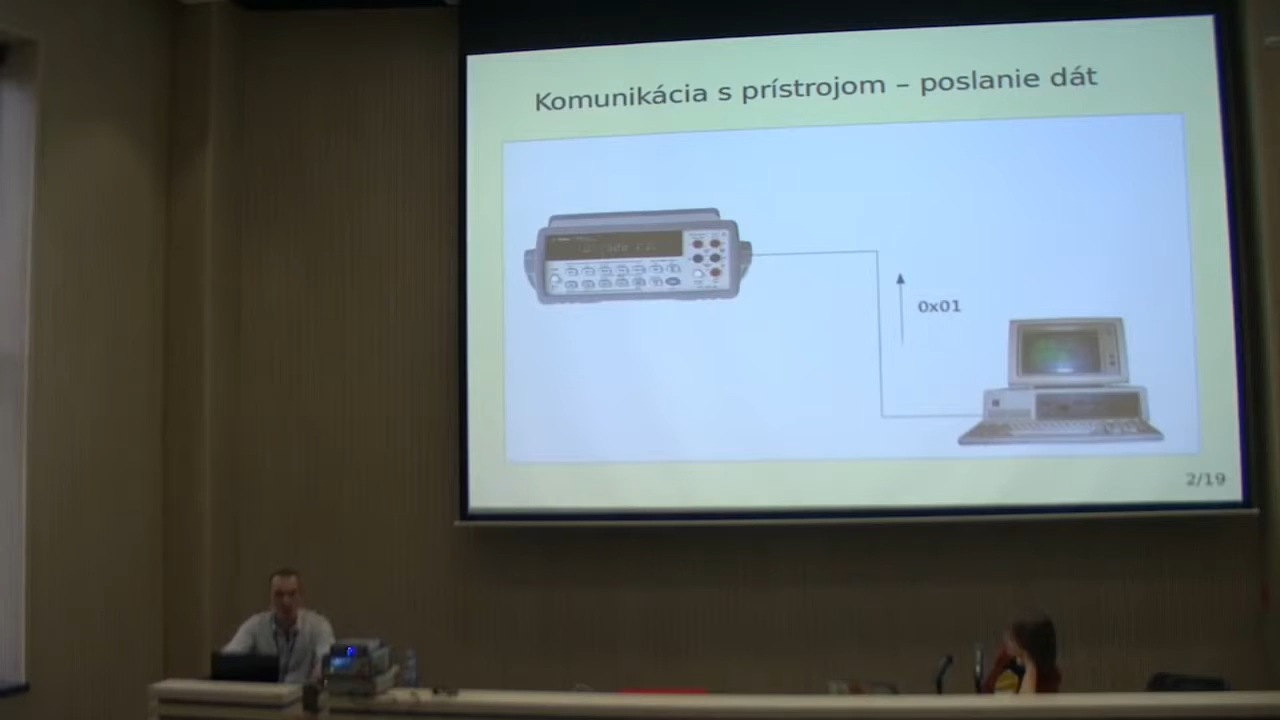 Komunikácia s prístrojom – poslanie dát
0x01
2/19